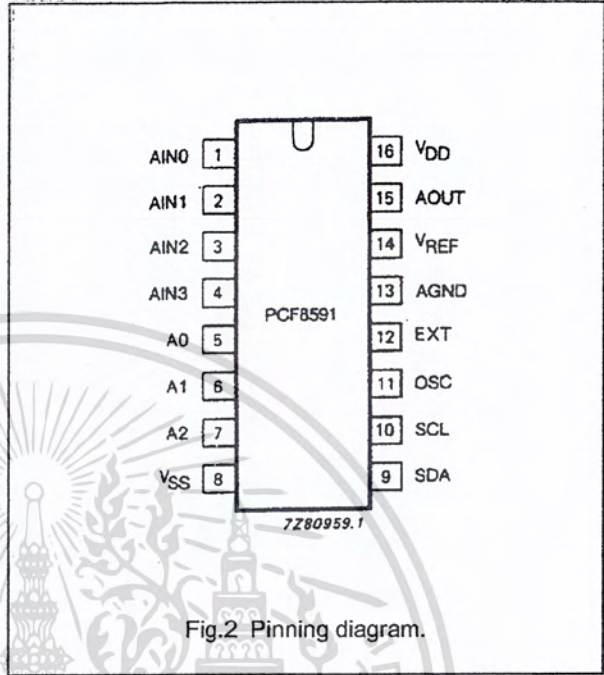 AIN0 1 16 VDD
AIN1 2 15 AOUT
AIN2 3 14 VREF
AIN3 4 13 AGND
PCF8591
A0 5 12 EXT
A1 6 11 OSC
A2 7 10 SCL
VSS 8 9 SDA
7Z80959.1
Fig.2 Pinning diagram.